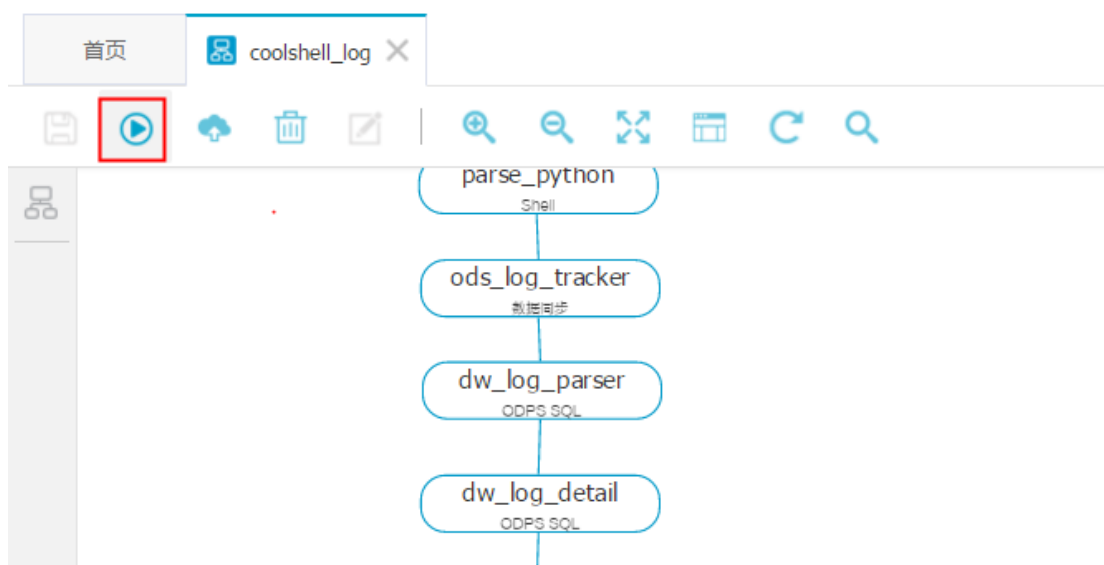 首页
coolshell_log
parse_python
Shell
ods_log_tracker
数据同步
dw_log_parser
ODPS SQL
dw_log_detail
ODPS SQL